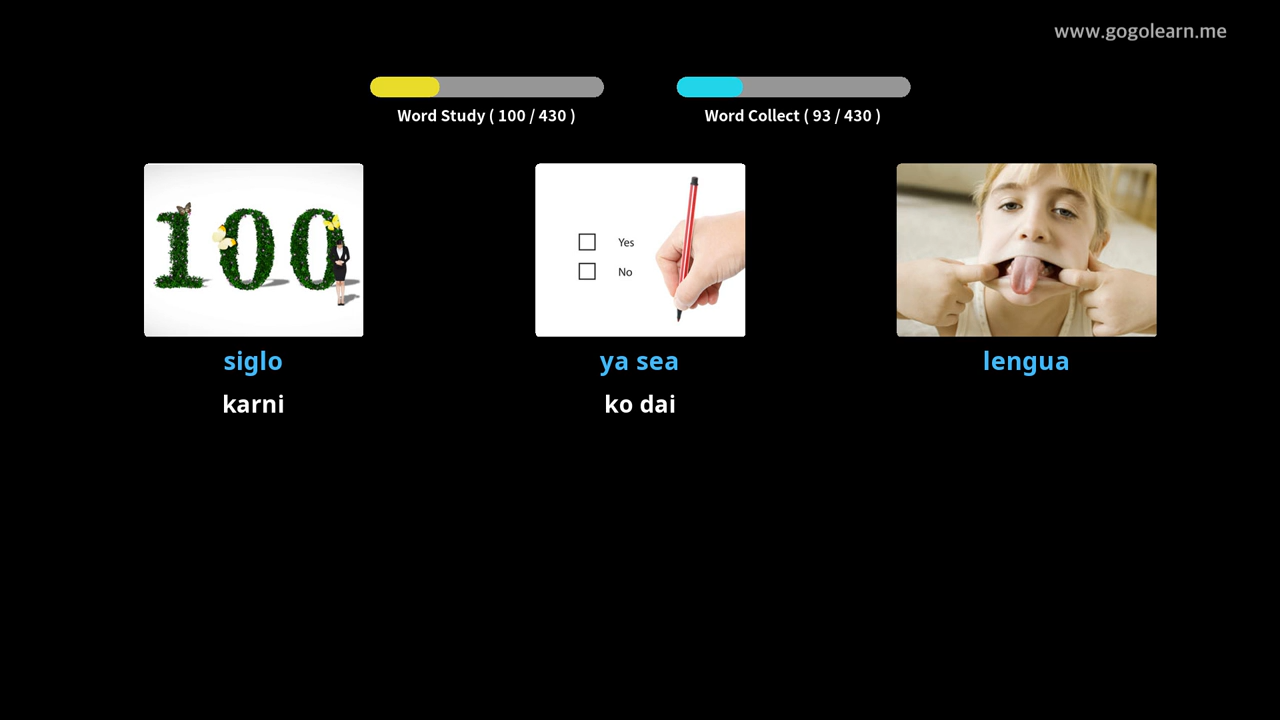 www.gogolearn.me
Word Study ( 100 / 430 )
Word Collect ( 93 / 430 )
100
Yes
No
siglo
ya sea
lengua
karni
ko dai